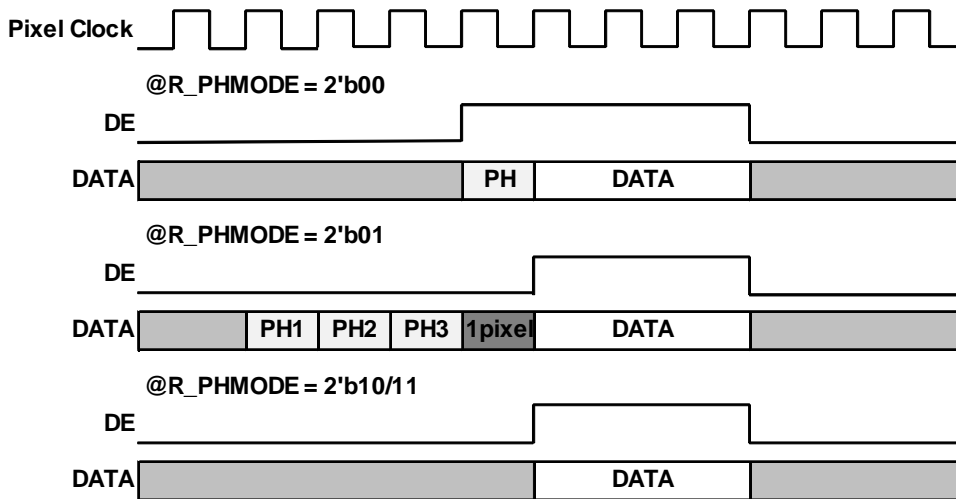 Pixel Clock
@R_PHMODE = 2'b00
DE
DATA PH DATA
@R_PHMODE = 2'b01
DE
DATA PH1 PH2 PH3 1pixel DATA
@R_PHMODE = 2'b10/11
DE
DATA DATA